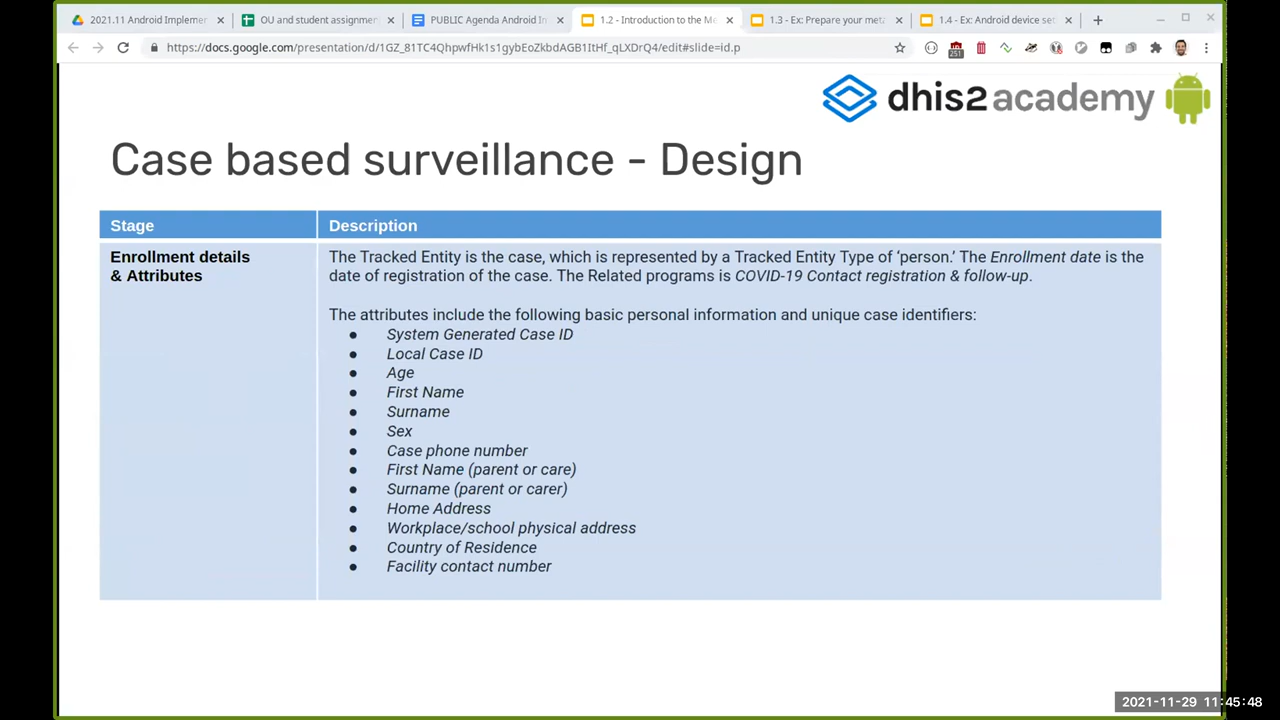 2021.11 Android Implemen
OU and student assignmen
PUBLIC Agenda Android In
1.2 - Introduction to the Me
1.3 - Ex: Prepare your meta
1.4 - Ex: Android device set
https://docs.google.com/presentation/d/1GZ_81TC4QhpwfHk1s1gybEoZkbdAGB1ItHf_qLXDrQ4/edit#slide=id.p
251
dhis2 academy
Case based surveillance - Design
Stage
Description
Enrollment details
& Attributes
The Tracked Entity is the case, which is represented by a Tracked Entity Type of ‘person.’ The Enrollment date is the
date of registration of the case. The Related programs is COVID-19 Contact registration & follow-up.
The attributes include the following basic personal information and unique case identifiers:
● System Generated Case ID
● Local Case ID
● Age
● First Name
● Surname
● Sex
● Case phone number
● First Name (parent or care)
● Surname (parent or carer)
● Home Address
● Workplace/school physical address
● Country of Residence
● Facility contact number
2021-11-29 11:45:48